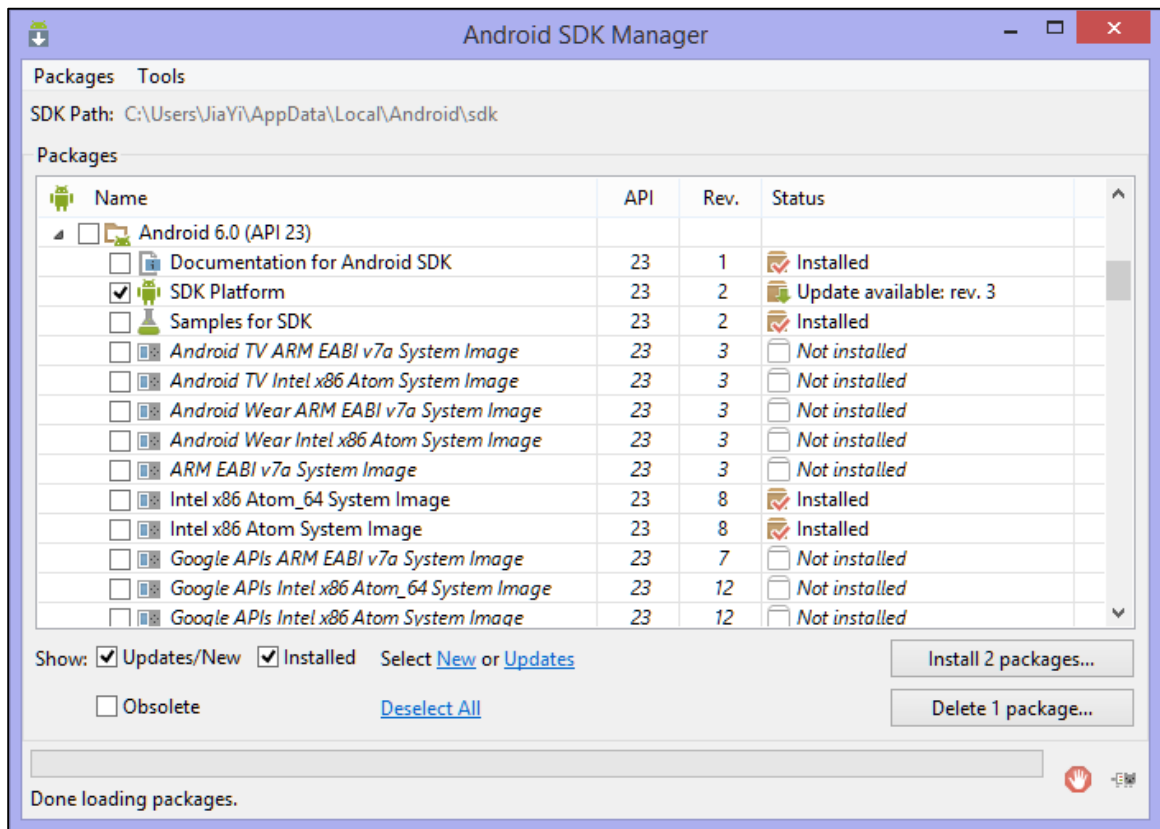 Android SDK Manager
Packages Tools
SDK Path: C:\Users\JiaYi\AppData\Local\Android\sdk
Packages
Name API Rev. Status
Android 6.0 (API 23)
Documentation for Android SDK 23 1 Installed
SDK Platform 23 2 Update available: rev. 3
Samples for SDK 23 2 Installed
Android TV ARM EABI v7a System Image 23 3 Not installed
Android TV Intel x86 Atom System Image 23 3 Not installed
Android Wear ARM EABI v7a System Image 23 3 Not installed
Android Wear Intel x86 Atom System Image 23 3 Not installed
ARM EABI v7a System Image 23 3 Not installed
Intel x86 Atom_64 System Image 23 8 Installed
Intel x86 Atom System Image 23 8 Installed
Google APIs ARM EABI v7a System Image 23 7 Not installed
Google APIs Intel x86 Atom_64 System Image 23 12 Not installed
Google APIs Intel x86 Atom System Image 23 12 Not installed
Show: Updates/New Installed Select New or Updates Install 2 packages...
Obsolete Deselect All Delete 1 package...
Done loading packages.